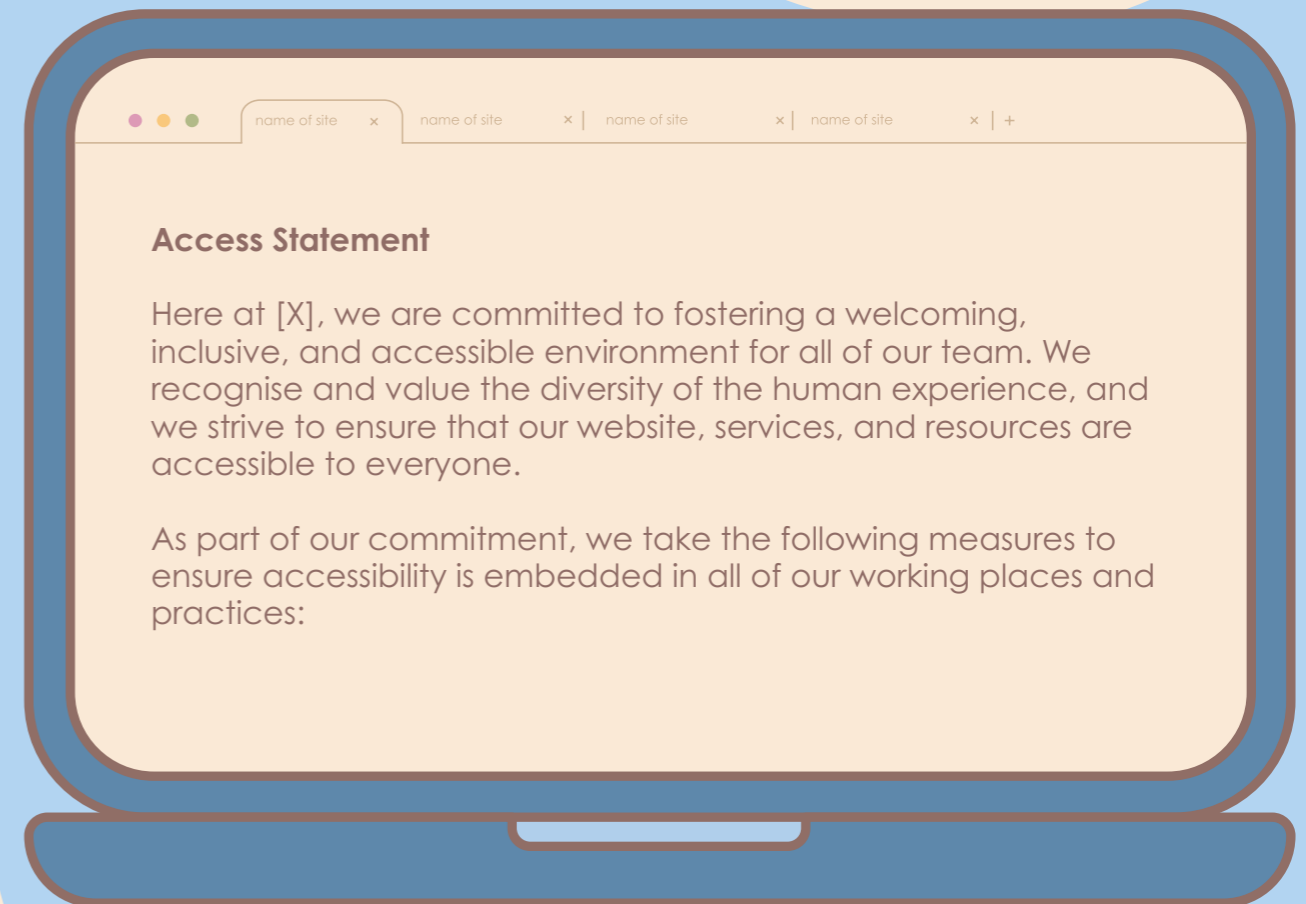 name of site × name of site × | name of site × | name of site × | +
Access Statement
Here at [X], we are committed to fostering a welcoming,
inclusive, and accessible environment for all of our team. We
recognise and value the diversity of the human experience, and
we strive to ensure that our website, services, and resources are
accessible to everyone.
As part of our commitment, we take the following measures to
ensure accessibility is embedded in all of our working places and
practices: